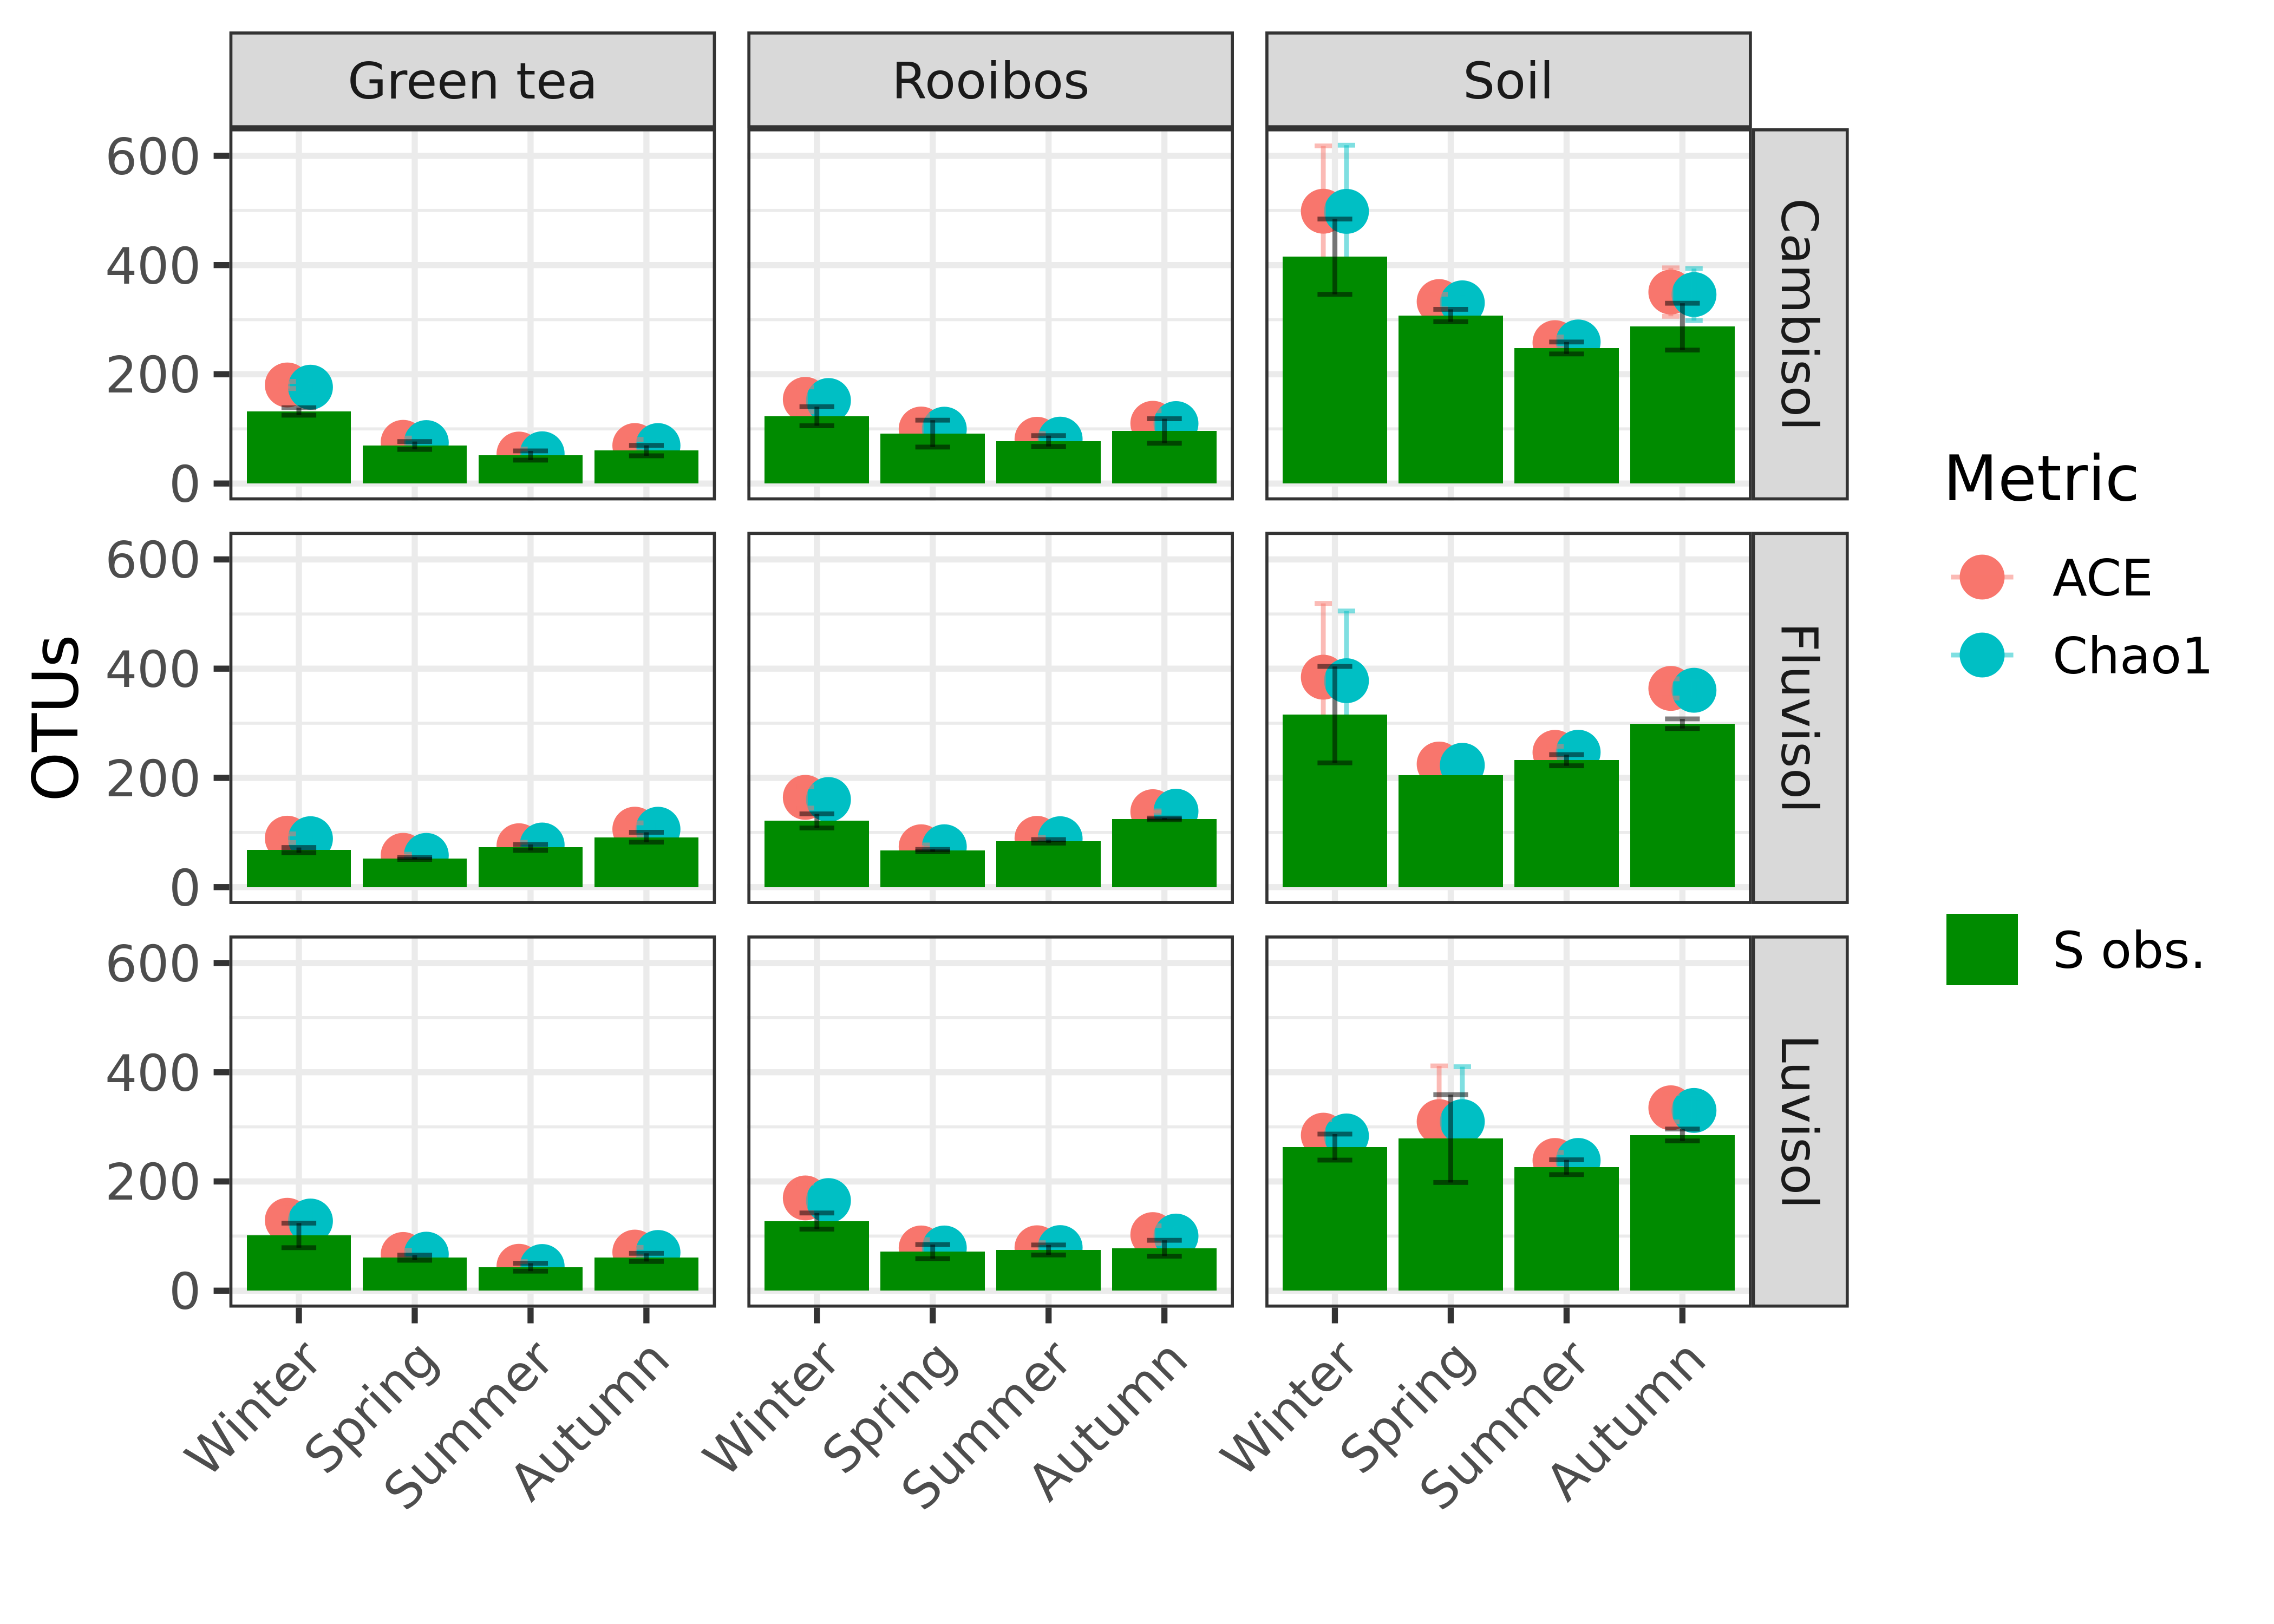 Green tea
Rooibos
Soil
600
400
200
0
Cambisol
600
400
200
0
Fluvisol
600
400
200
0
Luvisol
OTUs
Winter
Spring
Summer
Autumn
Winter
Spring
Summer
Autumn
Winter
Spring
Summer
Autumn
Metric
ACE
Chao1
S obs.